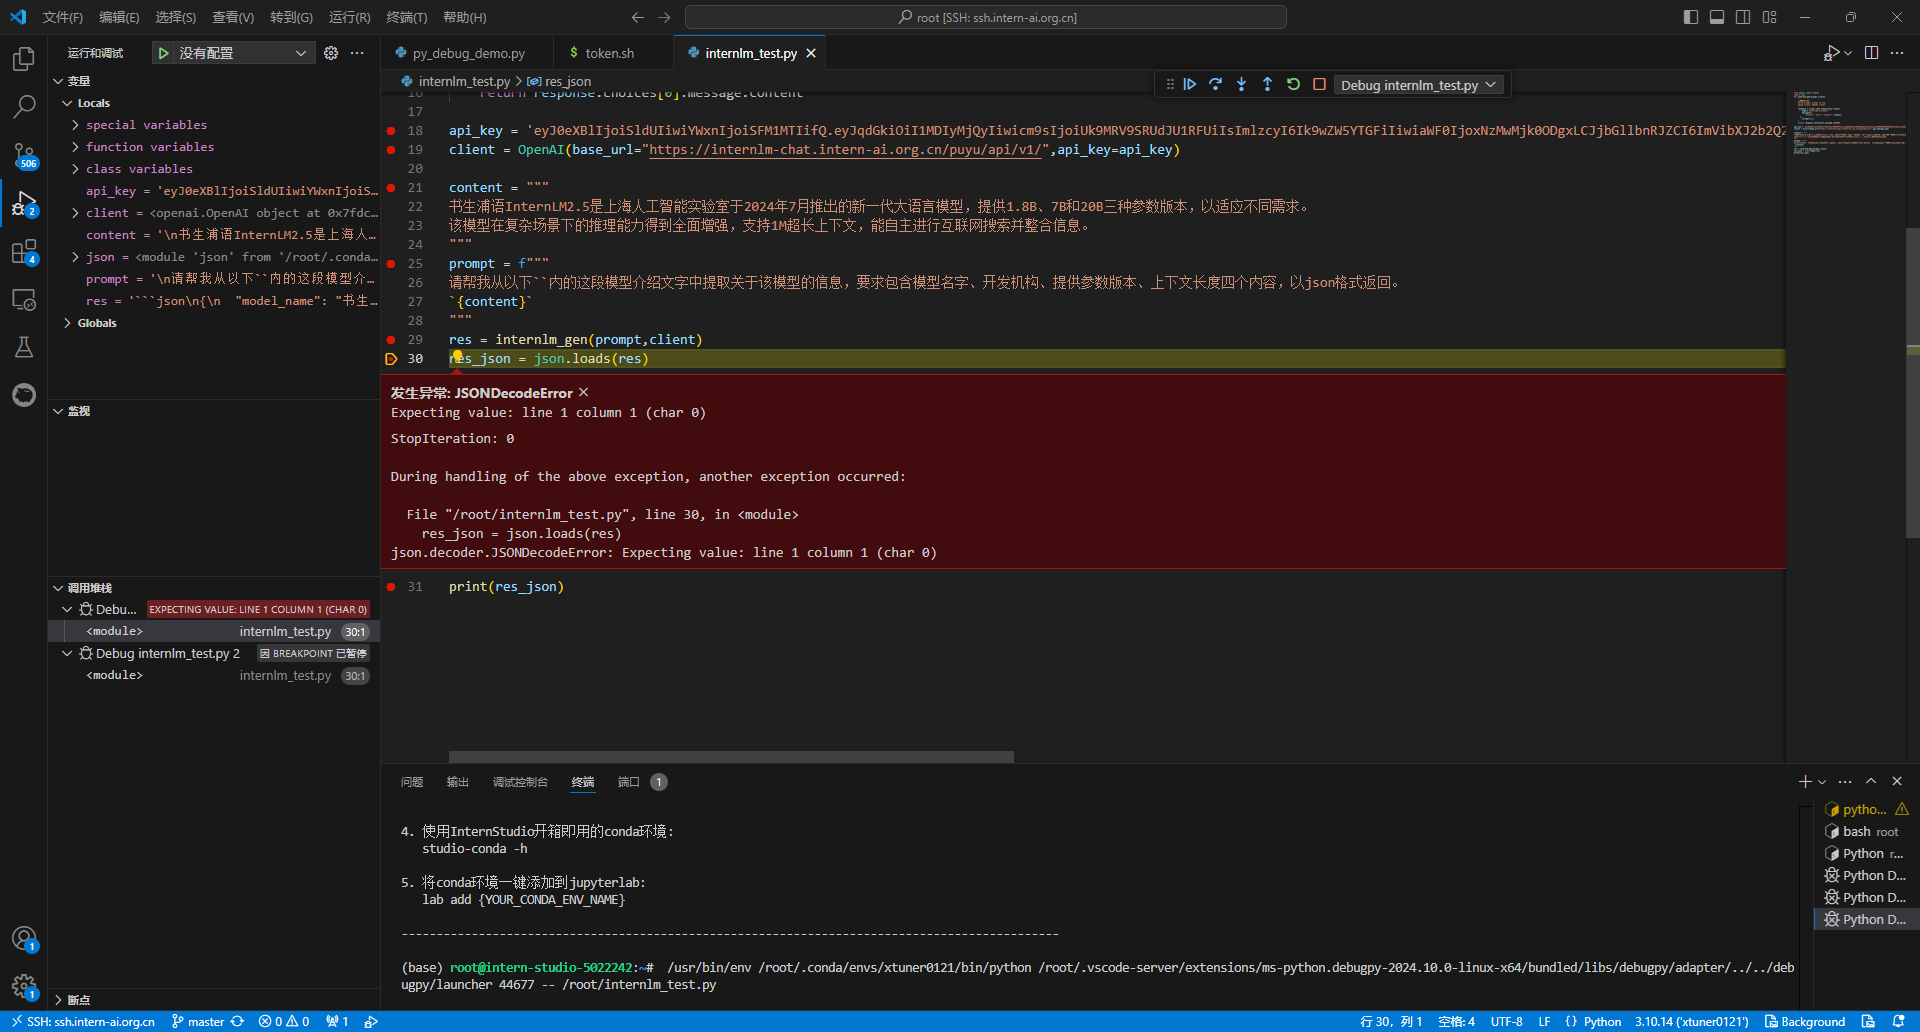 文件(F) 编辑(E) 选择(S) 查看(V) 转到(G) 运行(R) 终端(T) 帮助(H)
root [SSH: ssh.intern-ai.org.cn]
运行和调试 没有配置
py_debug_demo.py
$ token.sh
internlm_test.py
internlm_test.py > res_json
Debug internlm_test.py
变量
Locals
special variables
function variables
class variables
api_key = 'eyJ0eXBlIjoiSldUIiwiYWxnIjoiS...
client = <openai.OpenAI object at 0x7fdc...
content = '\n书生浦语InternLM2.5是上海人...
json = <module 'json' from '/root/.conda...
prompt = '\n请帮我从以下``内的这段模型介...
res = '```json\n{\n  "model_name": "书生...
Globals
监视
调用堆栈
Debu... EXPECTING VALUE: LINE 1 COLUMN 1 (CHAR 0)
<module> internlm_test.py 30:1
Debug internlm_test.py 2 因 BREAKPOINT 已暂停
<module> internlm_test.py 30:1
断点
506
2
4
1
1
16 return response.choices[0].message.content
17
18 api_key =
19 client = OpenAI(base_url="https://internlm-chat.intern-ai.org.cn/puyu/api/v1/",api_key=api_key)
20
21 content = """
22 书生浦语InternLM2.5是上海人工智能实验室于2024年7月推出的新一代大语言模型，提供1.8B、7B和20B三种参数版本，以适应不同需求。
23 该模型在复杂场景下的推理能力得到全面增强，支持1M超长上下文，能自主进行互联网搜索并整合信息。
24 """
25 prompt = f"""
26 请帮我从以下``内的这段模型介绍文字中提取关于该模型的信息，要求包含模型名字、开发机构、提供参数版本、上下文长度四个内容，以json格式返回。
27 `{content}`
28 """
29 res = internlm_gen(prompt,client)
30 res_json = json.loads(res)
发生异常: JSONDecodeError
Expecting value: line 1 column 1 (char 0)
StopIteration: 0
During handling of the above exception, another exception occurred:
File "/root/internlm_test.py", line 30, in <module>
res_json = json.loads(res)
json.decoder.JSONDecodeError: Expecting value: line 1 column 1 (char 0)
31 print(res_json)
问题 输出 调试控制台 终端 端口 1
4. 使用InternStudio开箱即用的conda环境:
studio-conda -h
5. 将conda环境一键添加到jupyterlab:
lab add {YOUR_CONDA_ENV_NAME}
----------------------------------------------------------------------------------------------
(base) root@intern-studio-5022242:~# /usr/bin/env /root/.conda/envs/xtuner0121/bin/python /root/.vscode-server/extensions/ms-python.debugpy-2024.10.0-linux-x64/bundled/libs/debugpy/adapter/../../deb
ugpy/launcher 44677 -- /root/internlm_test.py
pytho...
bash root
Python r...
Python D...
Python D...
Python D...
SSH: ssh.intern-ai.org.cn master 0 0 1
行 30，列 1 空格: 4 UTF-8 LF {} Python 3.10.14 ('xtuner0121') Background